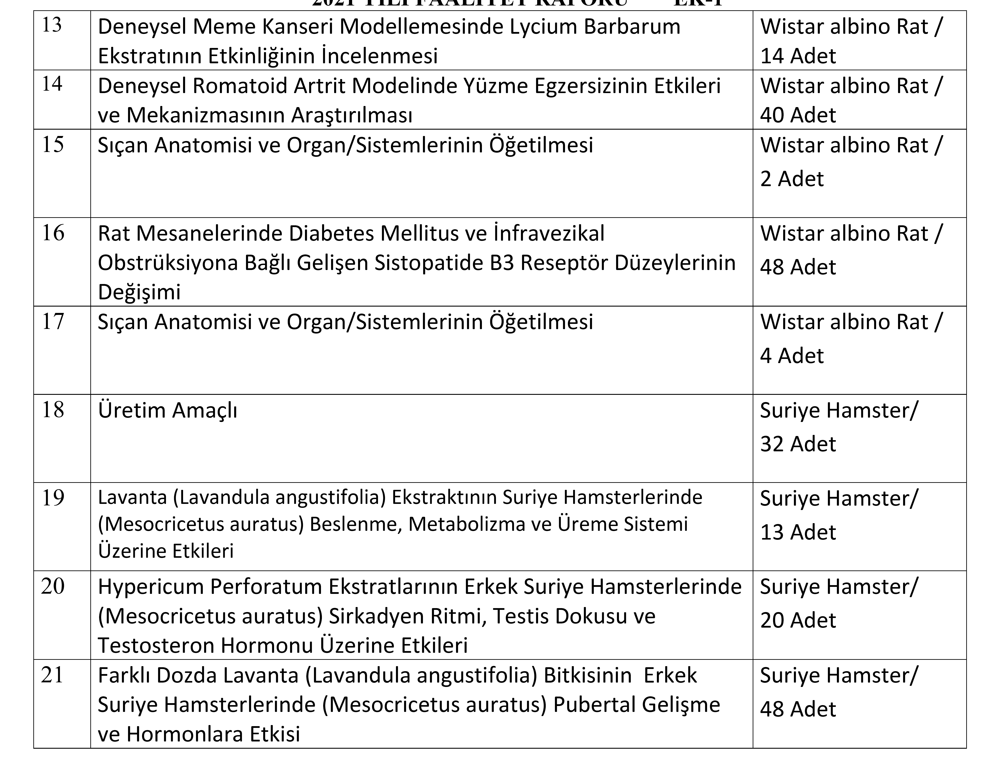 2021 YILI FAALİYET RAPORU EK-1
13 Deneysel Meme Kanseri Modellemesinde Lycium Barbarum Wistar albino Rat /
Ekstratının Etkinliğinin İncelenmesi 14 Adet
14 Deneysel Romatoid Artrit Modelinde Yüzme Egzersizinin Etkileri Wistar albino Rat /
ve Mekanizmasının Araştırılması 40 Adet
15 Sıçan Anatomisi ve Organ/Sistemlerinin Öğetilmesi Wistar albino Rat /
2 Adet
16 Rat Mesanelerinde Diabetes Mellitus ve İnfravezikal Wistar albino Rat /
Obstrüksiyona Bağlı Gelişen Sistopatide B3 Reseptör Düzeylerinin 48 Adet
Değişimi
17 Sıçan Anatomisi ve Organ/Sistemlerinin Öğetilmesi Wistar albino Rat /
4 Adet
18 Üretim Amaçlı Suriye Hamster/
32 Adet
19 Lavanta (Lavandula angustifolia) Ekstraktının Suriye Hamsterlerinde Suriye Hamster/
(Mesocricetus auratus) Beslenme, Metabolizma ve Üreme Sistemi 13 Adet
Üzerine Etkileri
20 Hypericum Perforatum Ekstratlarının Erkek Suriye Hamsterlerinde Suriye Hamster/
(Mesocricetus auratus) Sirkadyen Ritmi, Testis Dokusu ve 20 Adet
Testosteron Hormonu Üzerine Etkileri
21 Farklı Dozda Lavanta (Lavandula angustifolia) Bitkisinin Erkek Suriye Hamster/
Suriye Hamsterlerinde (Mesocricetus auratus) Pubertal Gelişme 48 Adet
ve Hormonlara Etkisi